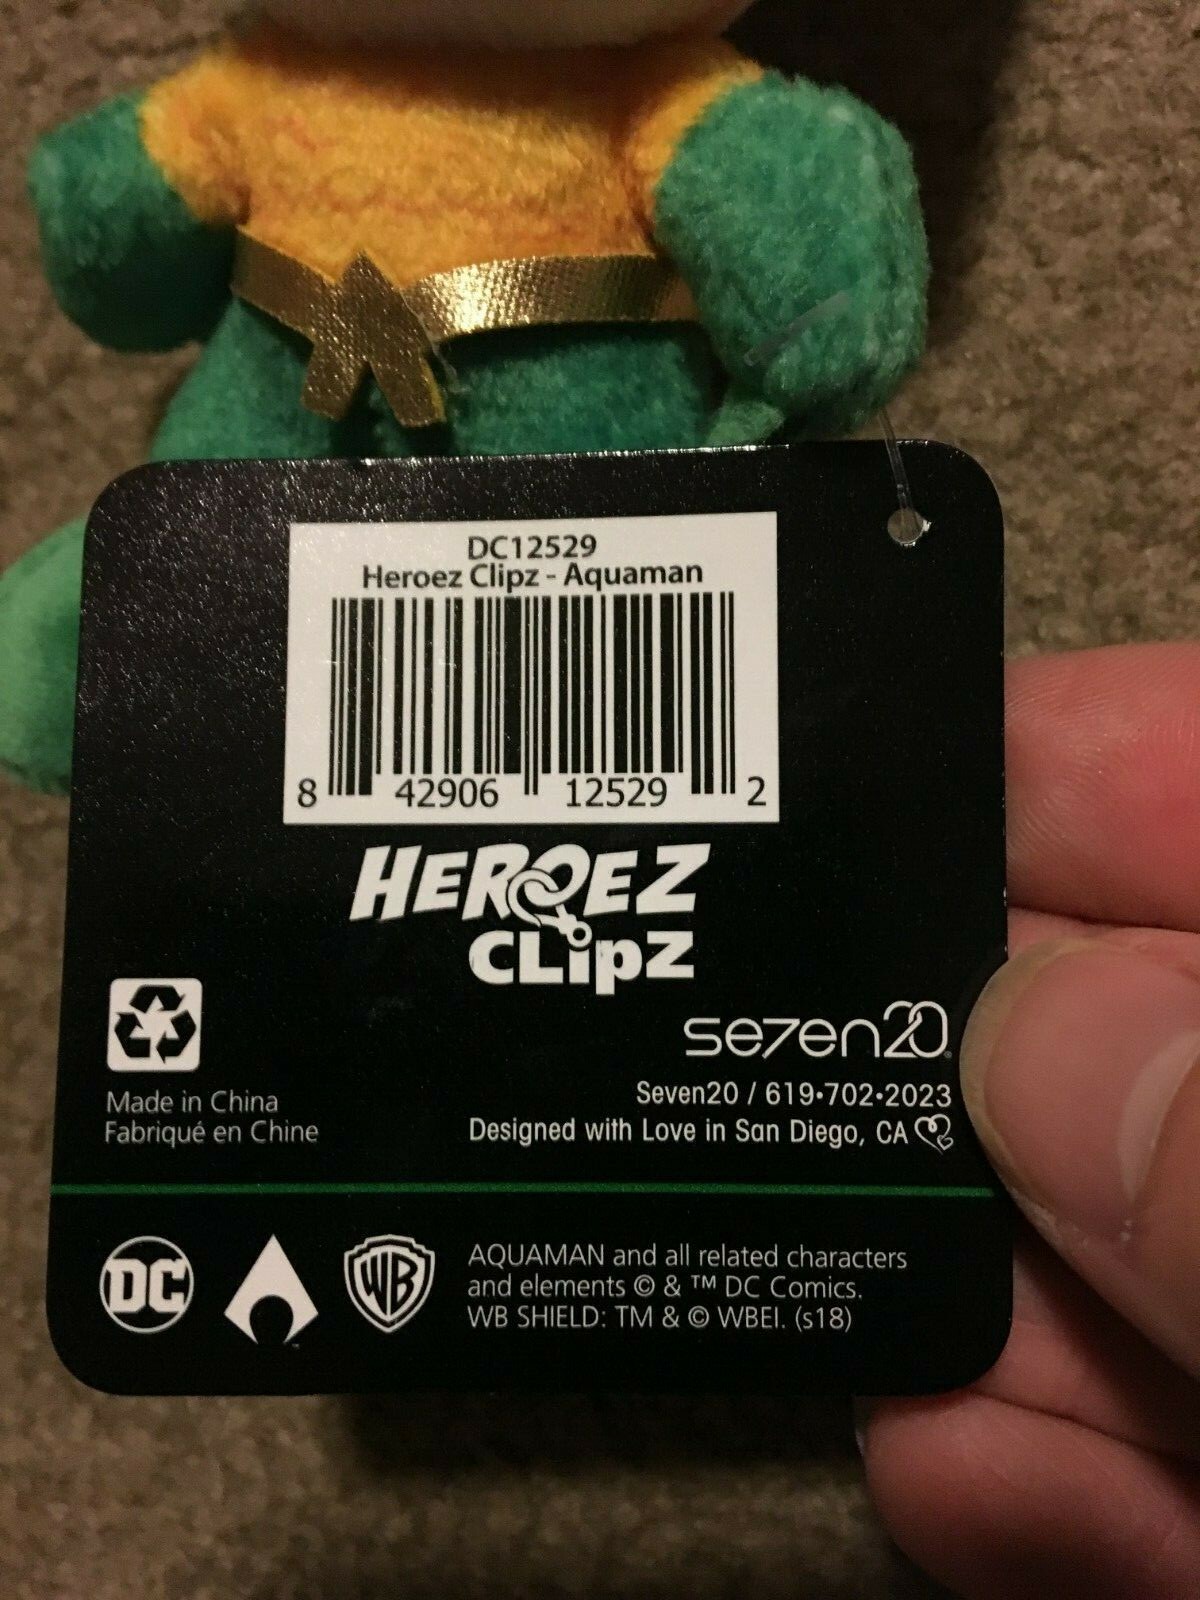 DC12529
Heroez Clipz - Aquaman
8 42906 12529 2
HEROEZ
CLipZ
se7en20
Seven20 / 619•702•2023
Designed with Love in San Diego, CA
Made in China
Fabriqué en Chine
DC
WB
AQUAMAN and all related characters
and elements © & ™ DC Comics.
WB SHIELD: TM & © WBEI. (s18)